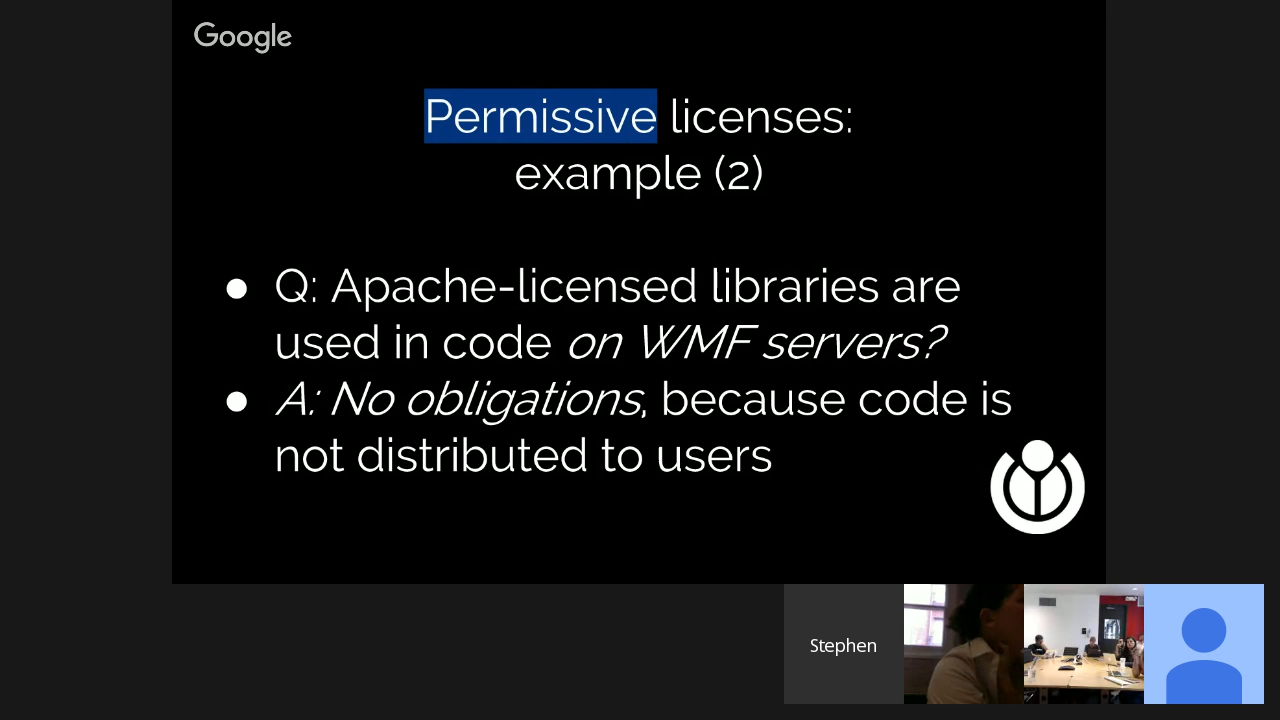 Google
Permissive licenses:
example (2)
● Q: Apache-licensed libraries are
used in code on WMF servers?
● A: No obligations, because code is
not distributed to users
Stephen